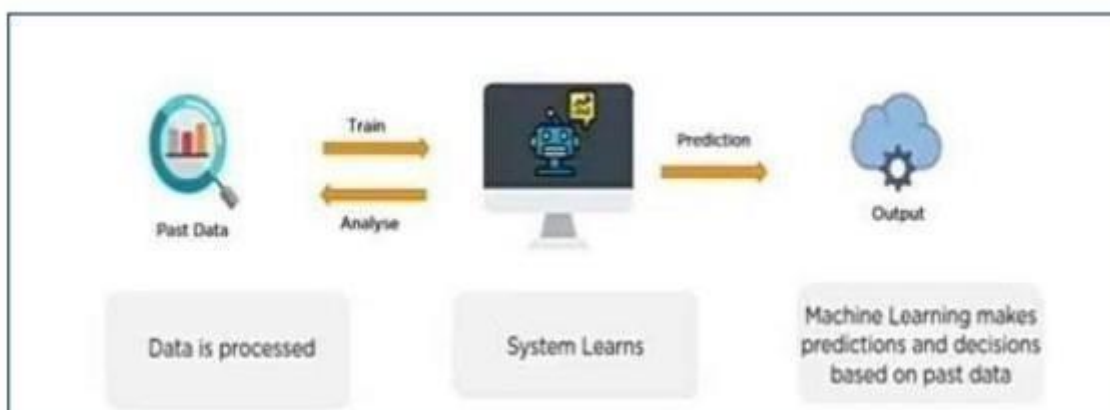 Train
Prediction
Past Data
Analyse
Output
Data is processed
System Learns
Machine Learning makes
predictions and decisions
based on past data